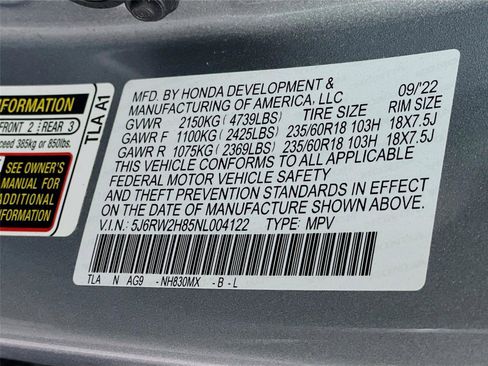 INFORMATION
FRONT 2 REAR 3
ceed 385kg or 850lbs.
SEE OWNER'S
MANUAL FOR
ADDITIONAL
INFORMATION
TLA A1
MFD. BY HONDA DEVELOPMENT &
MANUFACTURING OF AMERICA, LLC 09/'22
GVWR 2150KG (4739LBS) TIRE SIZE RIM SIZE
GAWR F 1100KG (2425LBS) 235/60R18 103H 18X7.5J
GAWR R 1075KG (2369LBS) 235/60R18 103H 18X7.5J
THIS VEHICLE CONFORMS TO ALL APPLICABLE
FEDERAL MOTOR VEHICLE SAFETY
AND THEFT PREVENTION STANDARDS IN EFFECT
ON THE DATE OF MANUFACTURE SHOWN ABOVE.
V.I.N.: 5J6RW2H85NL004122 TYPE: MPV
TLA N AG9 -NH830MX -B-L